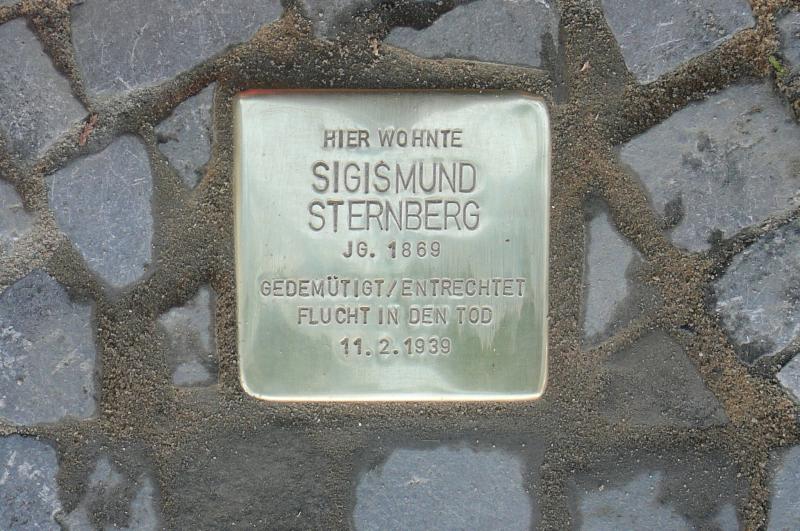 HIER WOHNTE
SIGISMUND
STERNBERG
JG. 1869
GEDEMÜTIGT/ENTRECHTET
FLUCHT IN DEN TOD
11.2.1939